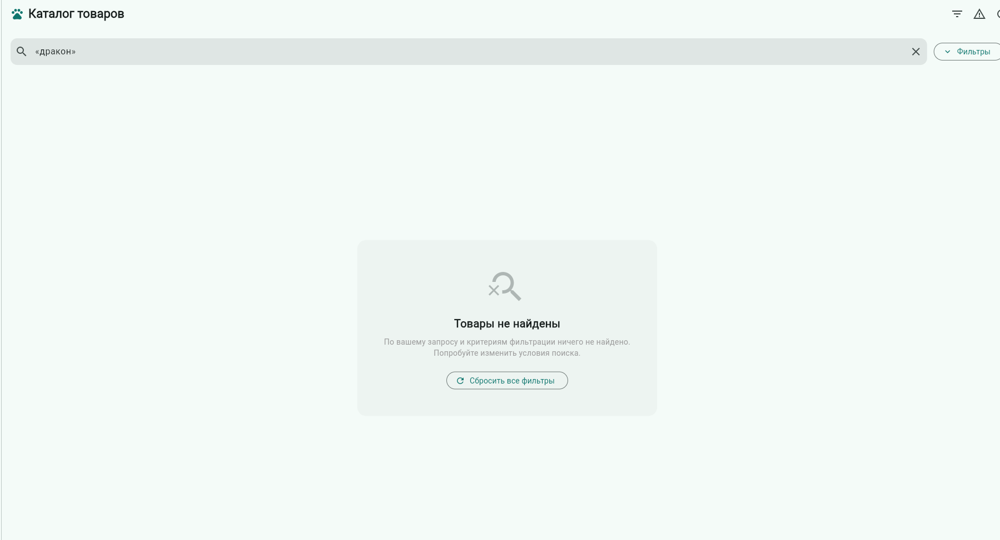 Каталог товаров
«дракон»
Фильтры
Товары не найдены
По вашему запросу и критериям фильтрации ничего не найдено.
Попробуйте изменить условия поиска.
Сбросить все фильтры